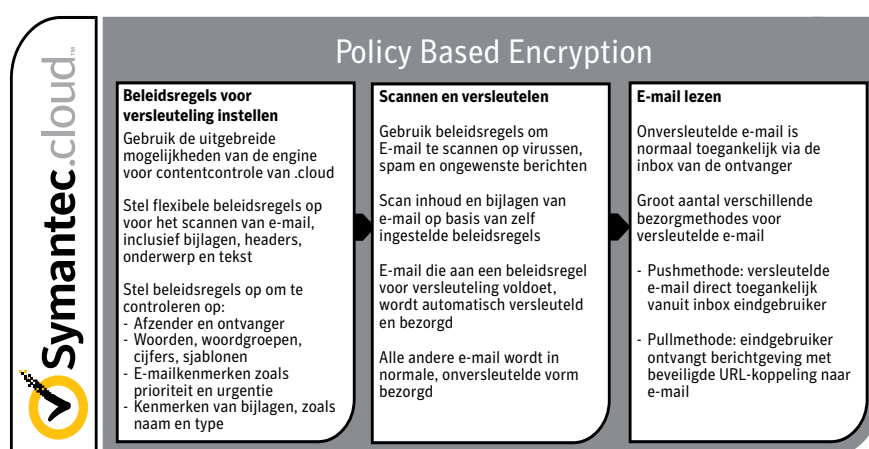 Symantec.cloud™
Policy Based Encryption
Beleidsregels voor
versleuteling instellen
Gebruik de uitgebreide
mogelijkheden van de engine
voor contentcontrole van .cloud
Stel flexibele beleidsregels op
voor het scannen van e-mail,
inclusief bijlagen, headers,
onderwerp en tekst
Stel beleidsregels op om te
controleren op:
- Afzender en ontvanger
- Woorden, woordgroepen,
cijfers, sjablonen
- E-mailkenmerken zoals
prioriteit en urgentie
- Kenmerken van bijlagen, zoals
naam en type
Scannen en versleutelen
Gebruik beleidsregels om
E-mail te scannen op virussen,
spam en ongewenste berichten
Scan inhoud en bijlagen van
e-mail op basis van zelf
ingestelde beleidsregels
E-mail die aan een beleidsregel
voor versleuteling voldoet,
wordt automatisch versleuteld
en bezorgd
Alle andere e-mail wordt in
normale, onversleutelde vorm
bezorgd
E-mail lezen
Onversleutelde e-mail is
normaal toegankelijk via de
inbox van de ontvanger
Groot aantal verschillende
bezorgmethodes voor
versleutelde e-mail
- Pushmethode: versleutelde
e-mail direct toegankelijk
vanuit inbox eindgebruiker
- Pullmethode: eindgebruiker
ontvangt berichtgeving met
beveiligde URL-koppeling naar
e-mail